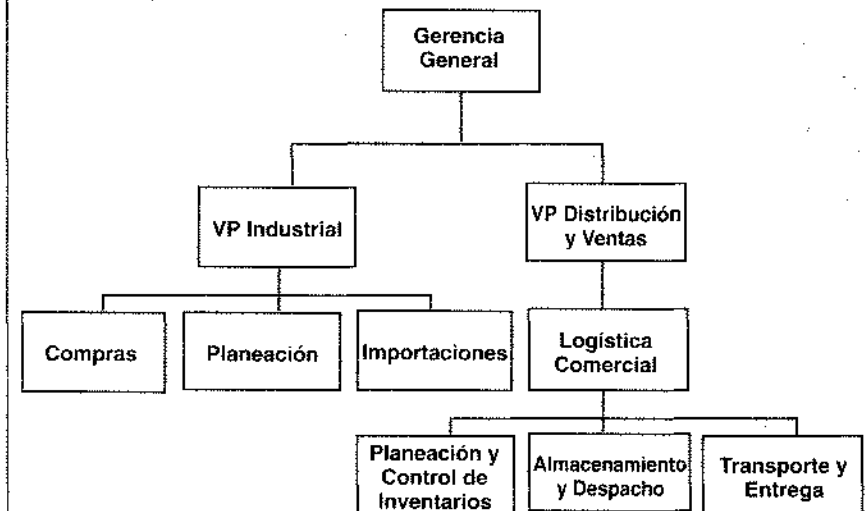 Gerencia
General
VP Industrial
VP Distribución
y Ventas
Compras
Planeación
Importaciones
Logística
Comercial
Planeación y
Control de
Inventarios
Almacenamiento
y Despacho
Transporte y
Entrega